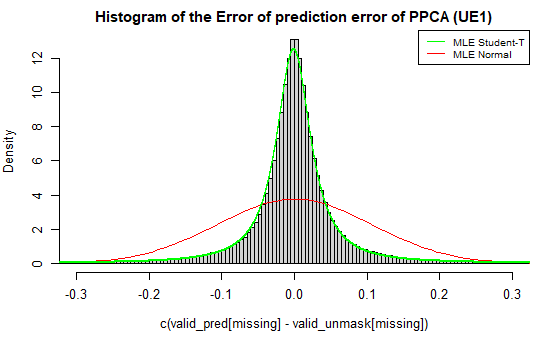 Histogram of the Error of prediction error of PPCA (UE1)
MLE Student-T
MLE Normal
Density
12
10
8
6
4
2
0
-0.3 -0.2 -0.1 0.0 0.1 0.2 0.3
c(valid_pred[missing] - valid_unmask[missing])